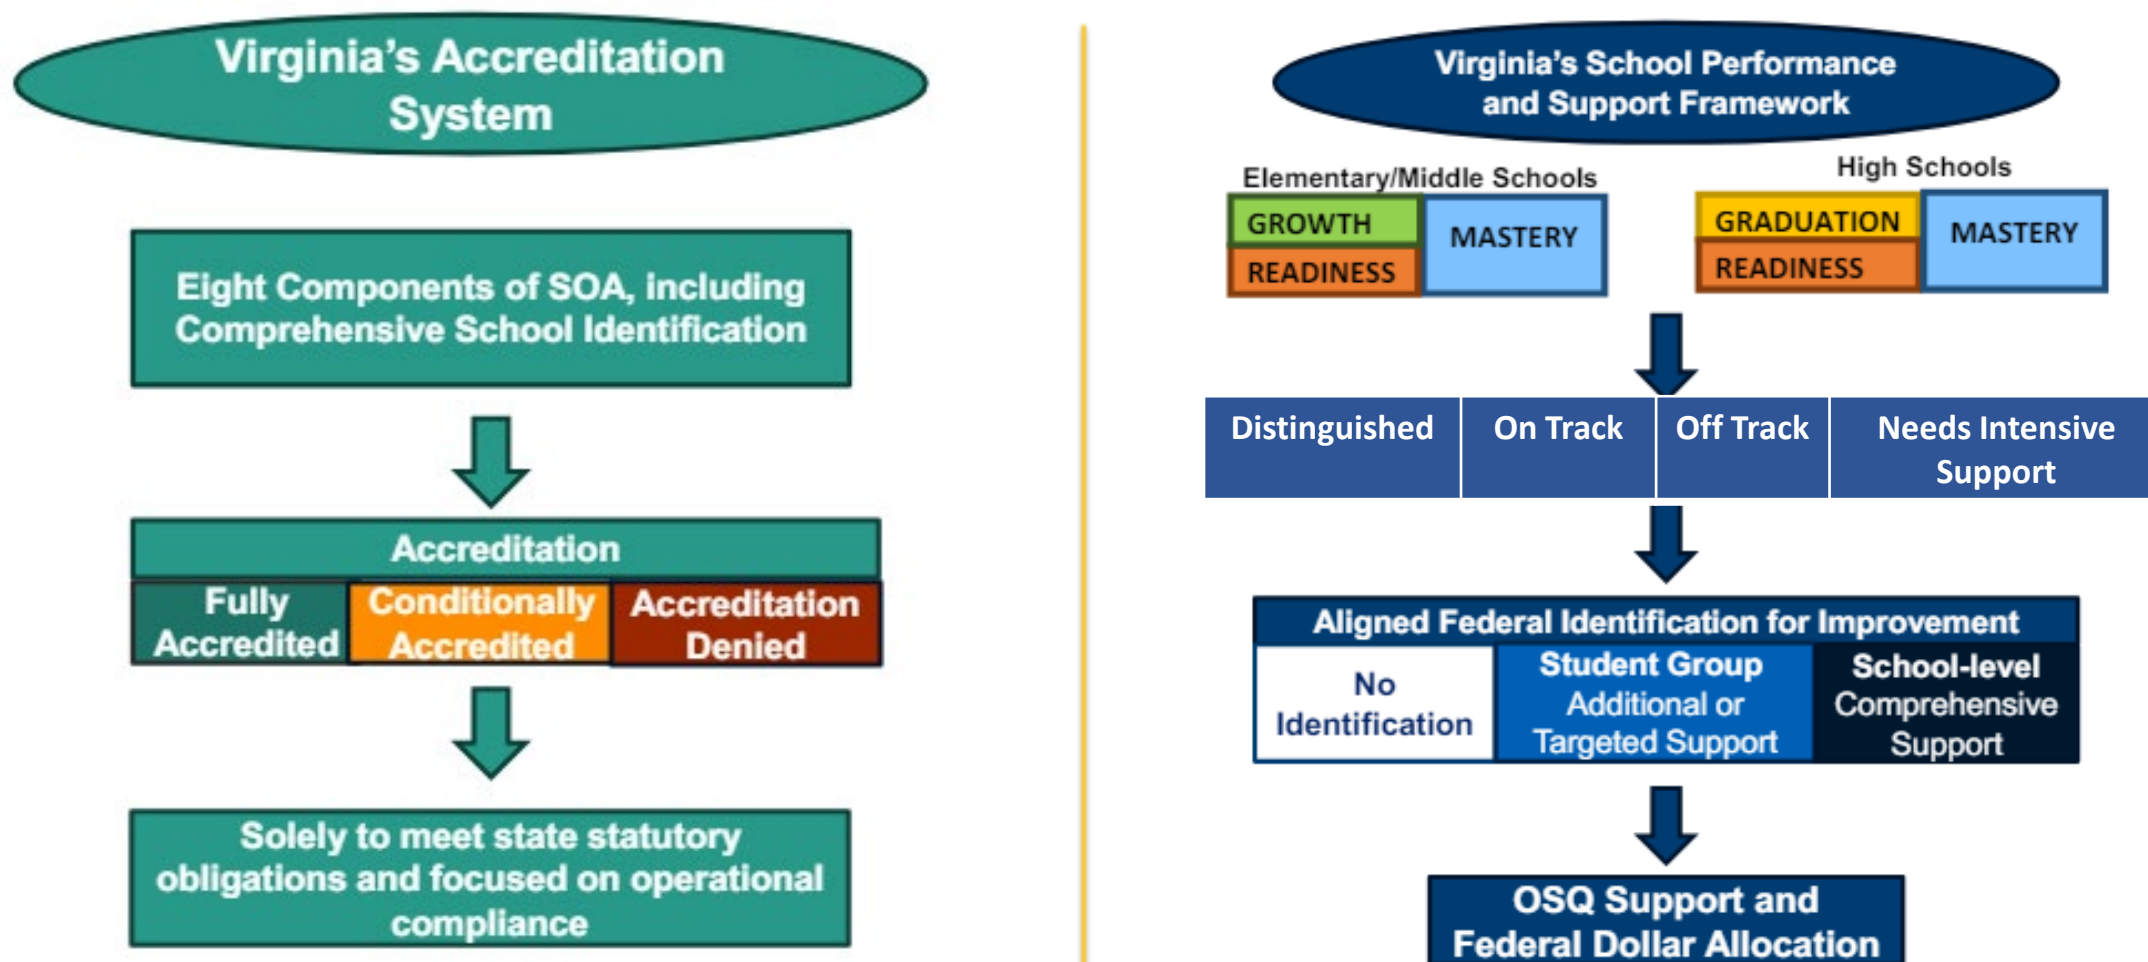 Virginia's Accreditation
System
Eight Components of SOA, including
Comprehensive School Identification
Accreditation
Fully
Accredited
Conditionally
Accredited
Accreditation
Denied
Solely to meet state statutory
obligations and focused on operational
compliance
Virginia's School Performance
and Support Framework
Elementary/Middle Schools
GROWTH
READINESS
MASTERY
High Schools
GRADUATION
READINESS
MASTERY
Distinguished
On Track
Off Track
Needs Intensive
Support
Aligned Federal Identification for Improvement
No
Identification
Student Group
Additional or
Targeted Support
School-level
Comprehensive
Support
OSQ Support and
Federal Dollar Allocation